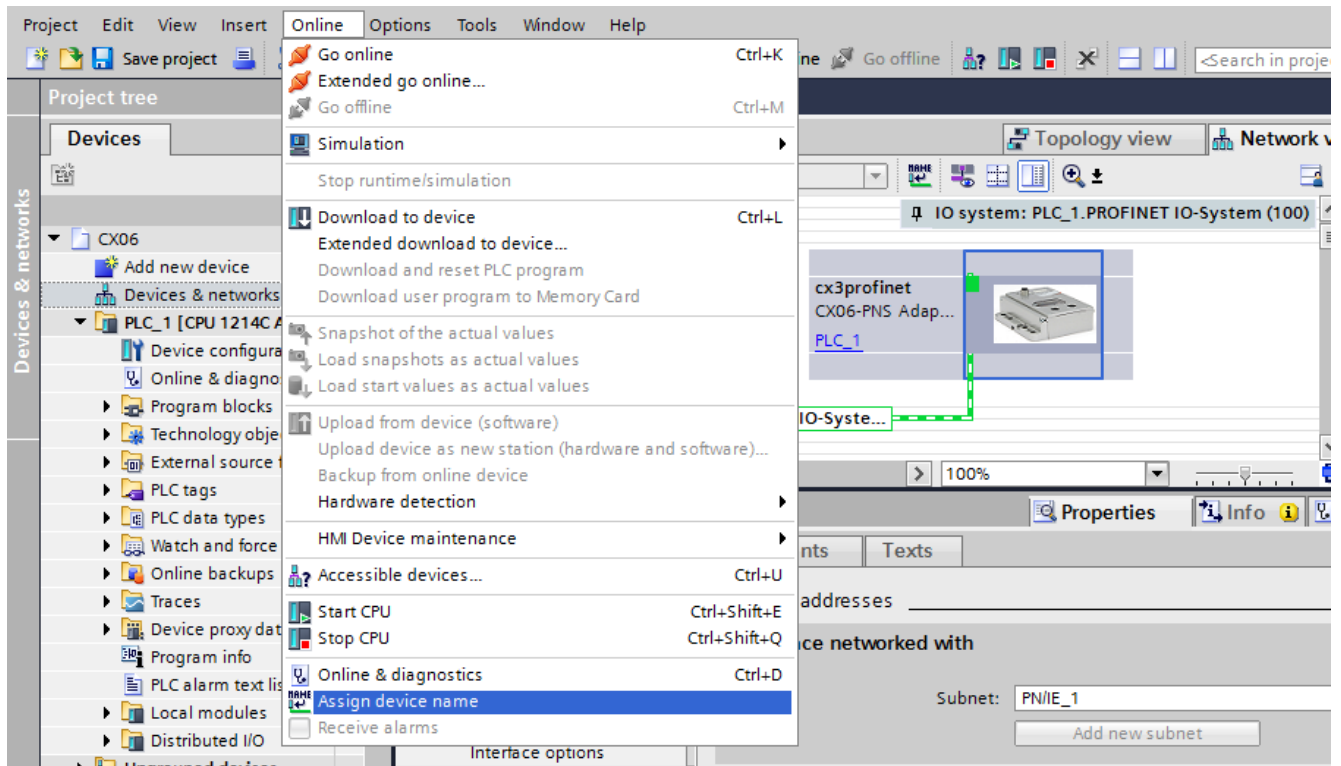 Project Edit View Insert Online Options Tools Window Help
Save project
Go offline
<Search in proje
Project tree
Devices
Devices & networks
CX06
Add new device
Devices & networks
PLC_1 [CPU 1214C A
Device configura
Online & diagno
Program blocks
Technology obje
External source f
PLC tags
PLC data types
Watch and force
Online backups
Traces
Device proxy dat
Program info
PLC alarm text lis
Local modules
Distributed I/O
Go online Ctrl+K
Extended go online...
Go offline Ctrl+M
Simulation
Stop runtime/simulation
Download to device Ctrl+L
Extended download to device...
Download and reset PLC program
Download user program to Memory Card
Snapshot of the actual values
Load snapshots as actual values
Load start values as actual values
Upload from device (software)
Upload device as new station (hardware and software)...
Backup from online device
Hardware detection
HMI Device maintenance
Accessible devices... Ctrl+U
Start CPU Ctrl+Shift+E
Stop CPU Ctrl+Shift+Q
Online & diagnostics Ctrl+D
NAME Assign device name
Receive alarms
Interface options
Topology view Network v
NAME
IO system: PLC_1.PROFINET IO-System (100)
cx3profinet
CX06-PNS Adap...
PLC_1
IO-Syste...
100%
Properties Info
nts Texts
addresses
ce networked with
Subnet: PN/IE_1
Add new subnet